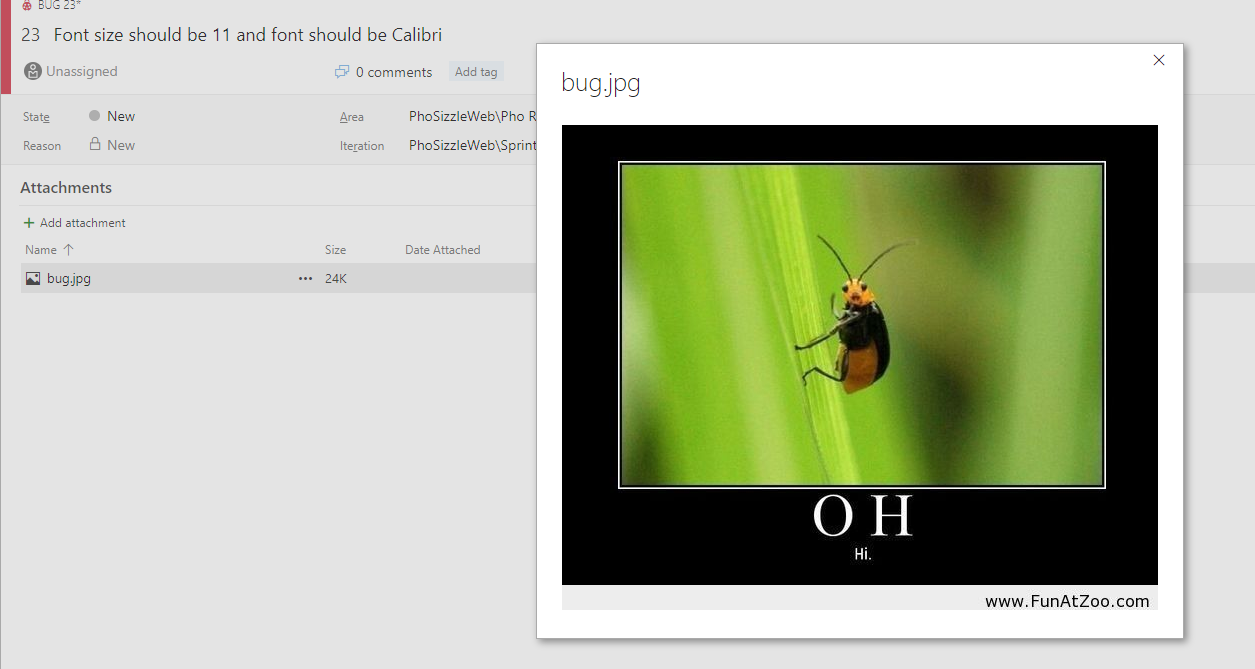 BUG 23*
23 Font size should be 11 and font should be Calibri
Unassigned
0 comments
Add tag
State
New
Area
PhoSizzleWeb\Pho R
Reason
New
Iteration
PhoSizzleWeb\Sprint
Attachments
+ Add attachment
Name ↑
Size
Date Attached
bug.jpg
...
24K
bug.jpg
OH
Hi.
www.FunAtZoo.com